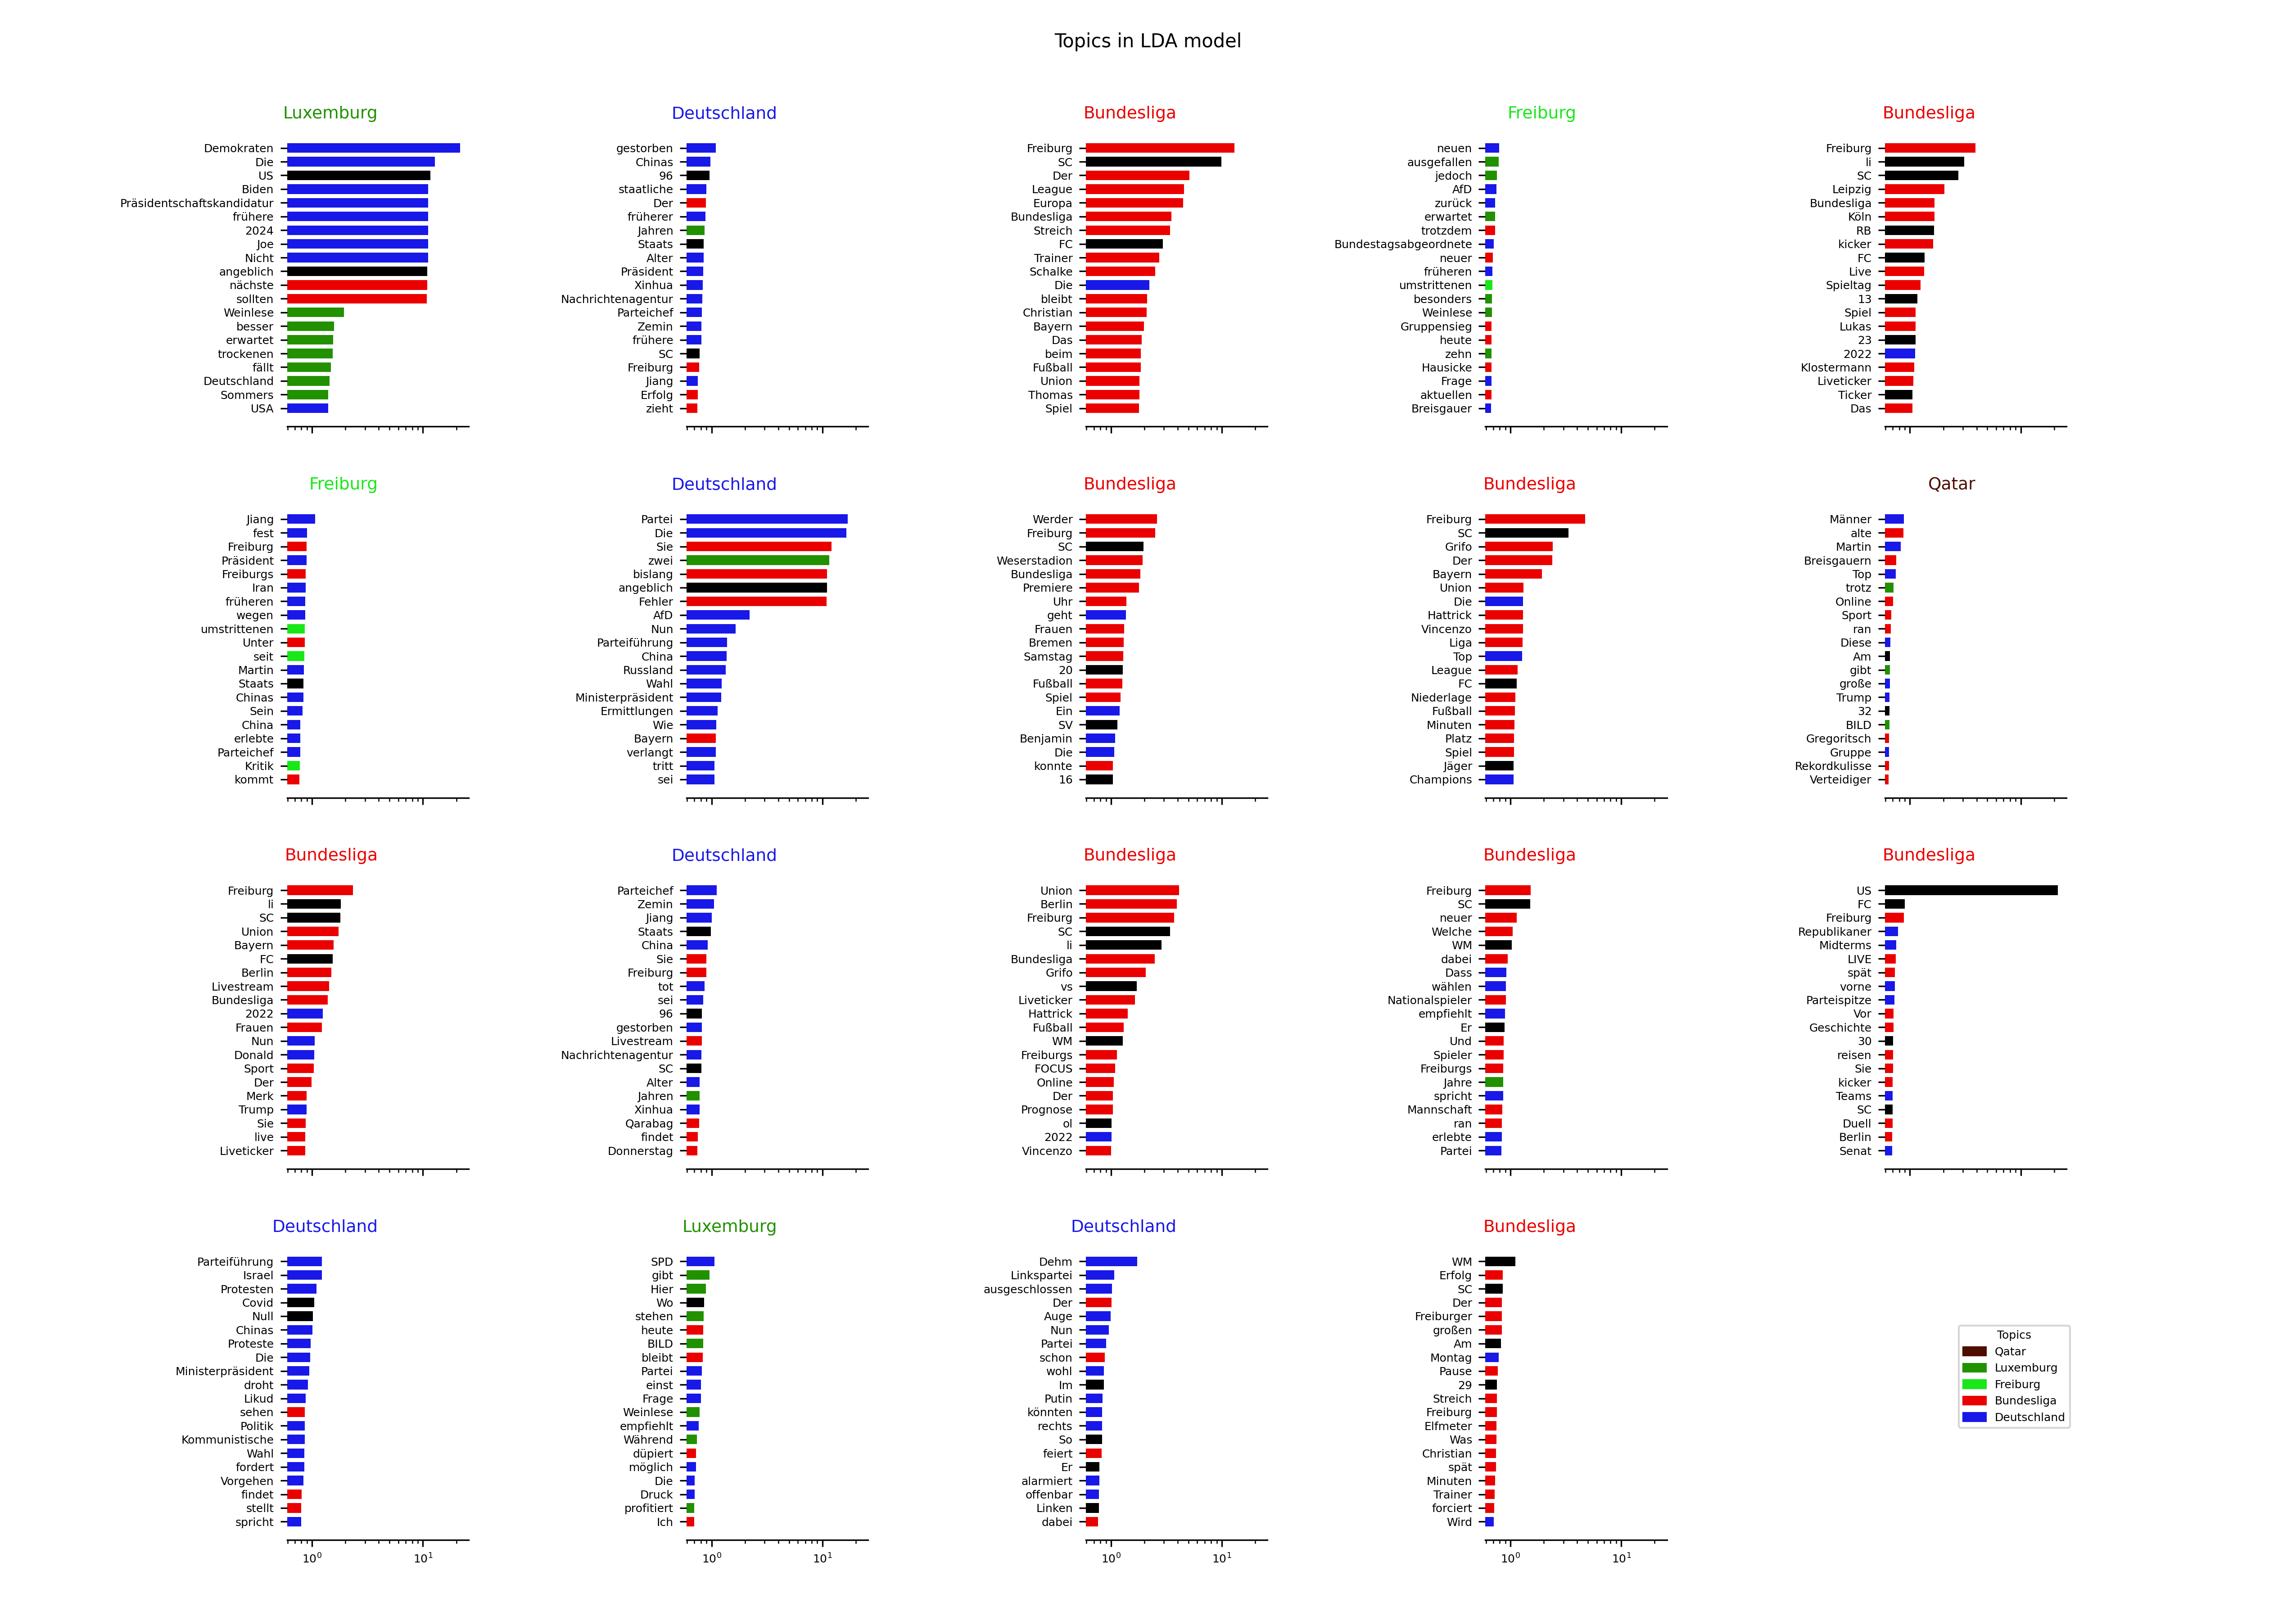 Topics in LDA model
Luxemburg
Demokraten
Die
US
Biden
Präsidentschaftskandidatur
frühere
2024
Joe
Nicht
angeblich
nächste
sollten
Weinlese
besser
erwartet
trockenen
fällt
Deutschland
Sommers
USA
Deutschland
gestorben
Chinas
96
staatliche
Der
früherer
Jahren
Staats
Alter
Präsident
Xinhua
Nachrichtenagentur
Parteichef
Zemin
frühere
SC
Freiburg
Jiang
Erfolg
zieht
Bundesliga
Freiburg
SC
Der
League
Europa
Bundesliga
Streich
FC
Trainer
Schalke
Die
bleibt
Christian
Bayern
Das
beim
Fußball
Union
Thomas
Spiel
Freiburg
neuen
ausgefallen
jedoch
AfD
zurück
erwartet
trotzdem
Bundestagsabgeordnete
neuer
früheren
umstrittenen
besonders
Weinlese
Gruppensieg
heute
zehn
Hausicke
Frage
aktuellen
Breisgauer
Bundesliga
Freiburg
li
SC
Leipzig
Bundesliga
Köln
RB
kicker
FC
Live
Spieltag
13
Spiel
Lukas
23
2022
Klostermann
Liveticker
Ticker
Das
Freiburg
Jiang
fest
Freiburg
Präsident
Freiburgs
Iran
früheren
wegen
umstrittenen
Unter
seit
Martin
Staats
Chinas
Sein
China
erlebte
Parteichef
Kritik
kommt
Deutschland
Partei
Die
Sie
zwei
bislang
angeblich
Fehler
AfD
Nun
Parteiführung
China
Russland
Wahl
Ministerpräsident
Ermittlungen
Wie
Bayern
verlangt
tritt
sei
Bundesliga
Werder
Freiburg
SC
Weserstadion
Bundesliga
Premiere
Uhr
geht
Frauen
Bremen
Samstag
20
Fußball
Spiel
Ein
SV
Benjamin
Die
konnte
16
Bundesliga
Freiburg
SC
Grifo
Der
Bayern
Union
Die
Hattrick
Vincenzo
Liga
Top
League
FC
Niederlage
Fußball
Minuten
Platz
Spiel
Jäger
Champions
Qatar
Männer
alte
Martin
Breisgauern
Top
trotz
Online
Sport
ran
Diese
Am
gibt
große
Trump
32
BILD
Gregoritsch
Gruppe
Rekordkulisse
Verteidiger
Bundesliga
Freiburg
li
SC
Union
Bayern
FC
Berlin
Livestream
Bundesliga
2022
Frauen
Nun
Donald
Sport
Der
Merk
Trump
Sie
live
Liveticker
Deutschland
Parteichef
Zemin
Jiang
Staats
China
Sie
Freiburg
tot
sei
96
gestorben
Livestream
Nachrichtenagentur
SC
Alter
Jahren
Xinhua
Qarabag
findet
Donnerstag
Bundesliga
Union
Berlin
Freiburg
SC
li
Bundesliga
Grifo
vs
Liveticker
Hattrick
Fußball
WM
Freiburgs
FOCUS
Online
Der
Prognose
ol
2022
Vincenzo
Bundesliga
Freiburg
SC
neuer
Welche
WM
dabei
Dass
wählen
Nationalspieler
empfiehlt
Er
Und
Spieler
Freiburgs
Jahre
spricht
Mannschaft
ran
erlebte
Partei
Bundesliga
US
FC
Freiburg
Republikaner
Midterms
LIVE
spät
vorne
Parteispitze
Vor
Geschichte
30
reisen
Sie
kicker
Teams
SC
Duell
Berlin
Senat
Deutschland
Parteiführung
Israel
Protesten
Covid
Null
Chinas
Proteste
Die
Ministerpräsident
droht
Likud
sehen
Politik
Kommunistische
Wahl
fordert
Vorgehen
findet
stellt
spricht
10⁰ 10¹
Luxemburg
SPD
gibt
Hier
Wo
stehen
heute
BILD
bleibt
Partei
einst
Frage
Weinlese
empfiehlt
Während
düpiert
möglich
Die
Druck
profitiert
Ich
10⁰ 10¹
Deutschland
Dehm
Linkspartei
ausgeschlossen
Der
Auge
Nun
Partei
schon
wohl
Im
Putin
könnten
rechts
So
feiert
Er
alarmiert
offenbar
Linken
dabei
10⁰ 10¹
Bundesliga
WM
Erfolg
SC
Der
Freiburger
großen
Am
Montag
Pause
29
Streich
Freiburg
Elfmeter
Was
Christian
spät
Minuten
Trainer
forciert
Wird
10⁰ 10¹
Topics
Qatar
Luxemburg
Freiburg
Bundesliga
Deutschland